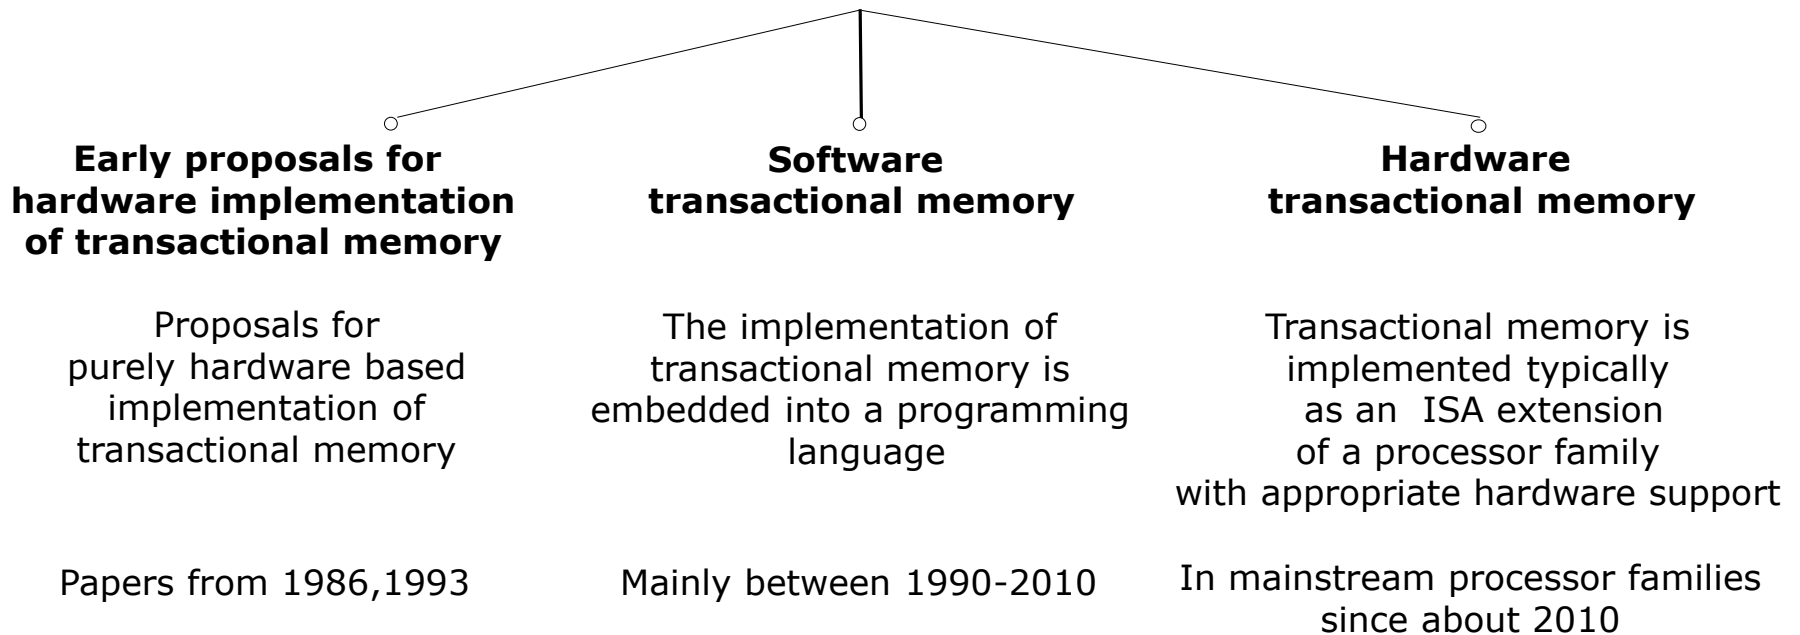 Early proposals for
hardware implementation
of transactional memory
Proposals for
purely hardware based
implementation of
transactional memory
Papers from 1986,1993
Software
transactional memory
The implementation of
transactional memory is
embedded into a programming
language
Mainly between 1990-2010
Hardware
transactional memory
Transactional memory is
implemented typically
as an  ISA extension
of a processor family
with appropriate hardware support
In mainstream processor families
since about 2010